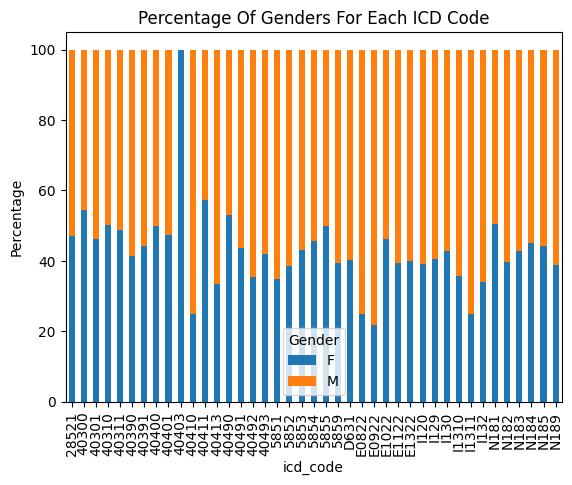 Percentage Of Genders For Each ICD Code
Percentage
100
80
60
40
20
0
Gender
F
M
28521
40300
40301
40310
40311
40390
40391
40400
40401
40403
40410
40411
40413
40490
40491
40492
40493
5851
5852
5853
5854
5855
5859
D631
E0822
E0922
E1022
E1122
E1322
I120
I129
I130
I1310
I1311
I132
N181
N182
N183
N184
N185
N189
icd_code